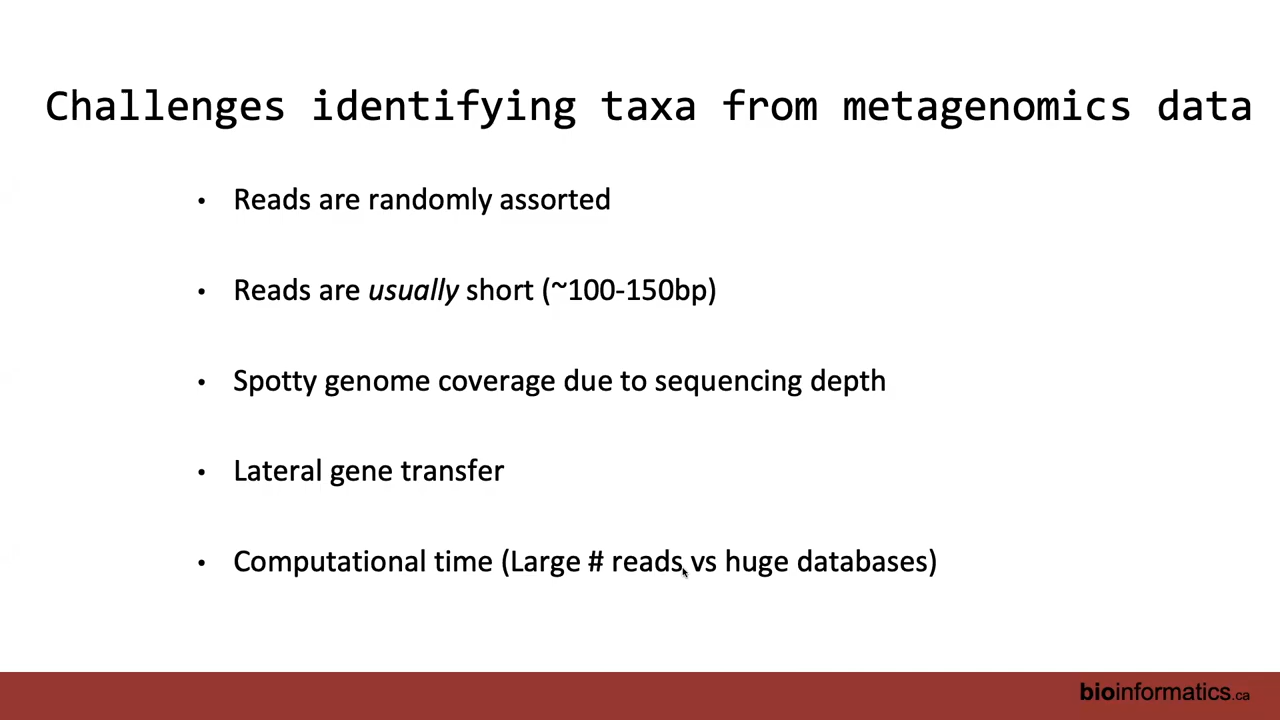 Challenges identifying taxa from metagenomics data
• Reads are randomly assorted
• Reads are usually short (~100-150bp)
• Spotty genome coverage due to sequencing depth
• Lateral gene transfer
• Computational time (Large # reads vs huge databases)
bioinformatics.ca